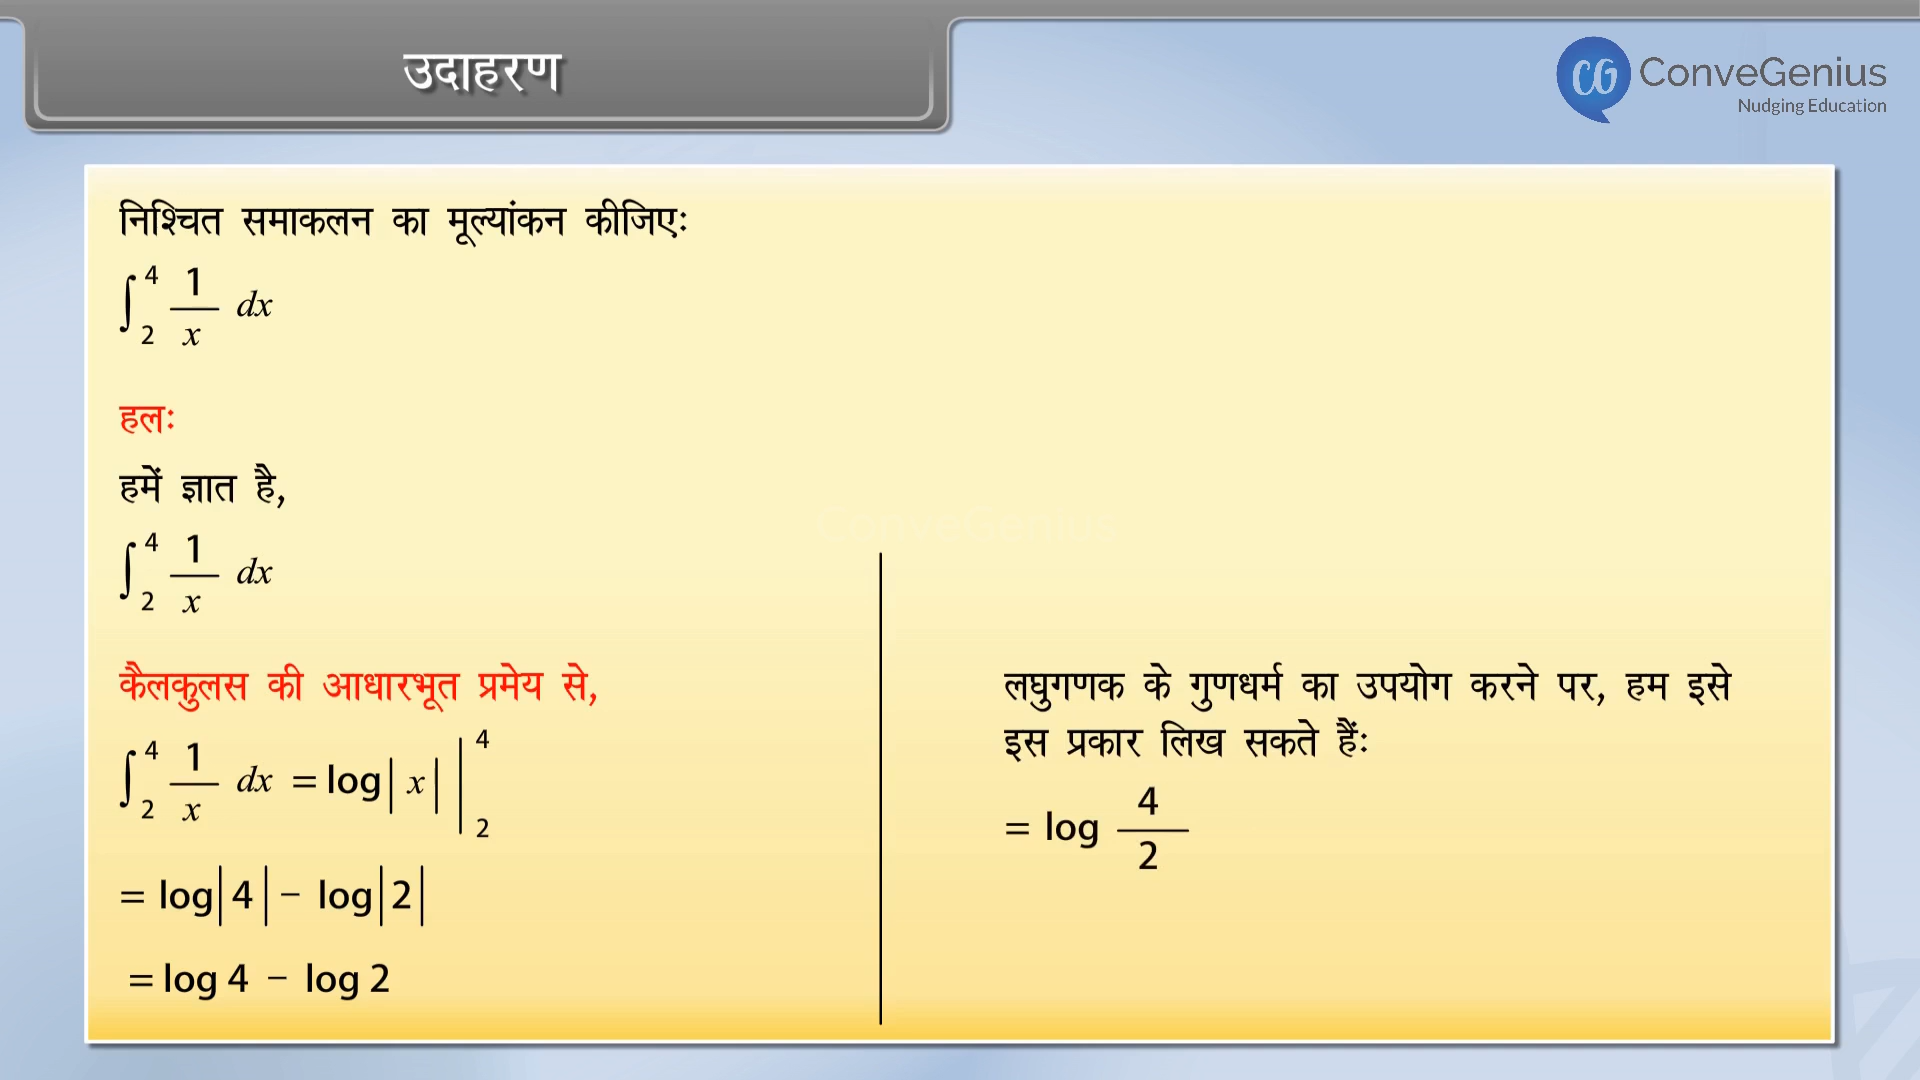 उदाहरण
CG ConveGenius
Nudging Education
निश्चित समाकलन का मूल्यांकन कीजिए:
∫₂⁴ 1/x dx
हल:
हमें ज्ञात है,
∫₂⁴ 1/x dx
कैलकुलस की आधारभूत प्रमेय से,
∫₂⁴ 1/x dx = log|x| |₂⁴
= log|4| − log|2|
= log 4 − log 2
ConveGenius
लघुगणक के गुणधर्म का उपयोग करने पर, हम इसे
इस प्रकार लिख सकते हैं:
= log 4/2